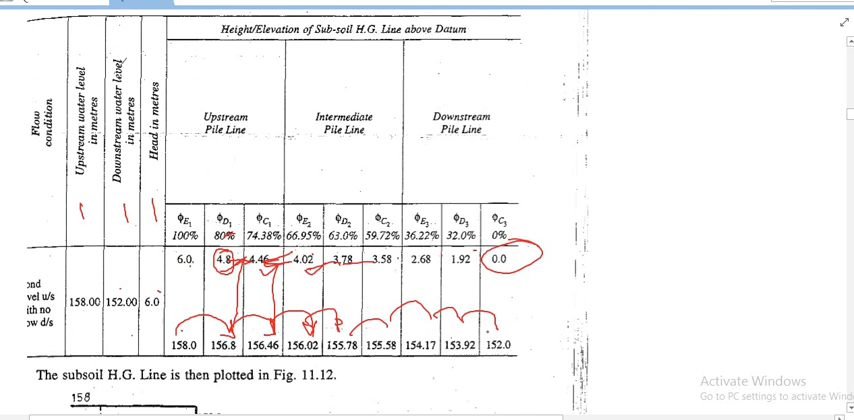 Height/Elevation of Sub-soil H.G. Line above Datum
Flow condition
Upstream water level in metres
Downstream water level in metres
Head in metres
Upstream Pile Line
Intermediate Pile Line
Downstream Pile Line
ΦE1 ΦD1 ΦC1 ΦE2 ΦD2 ΦC2 ΦE3 ΦD3 ΦC3
100% 80% 74.38% 66.95% 63.0% 59.72% 36.22% 32.0% 0%
6.0 4.8 4.46 4.02 3.78 3.58 2.68 1.92 0.0
ond
vel u/s
ith no
ow d/s
158.00 152.00 6.0
158.0 156.8 156.46 156.02 155.78 155.58 154.17 153.92 152.0
The subsoil H.G. Line is then plotted in Fig. 11.12.
158
Activate Windows
Go to PC settings to activate Wind